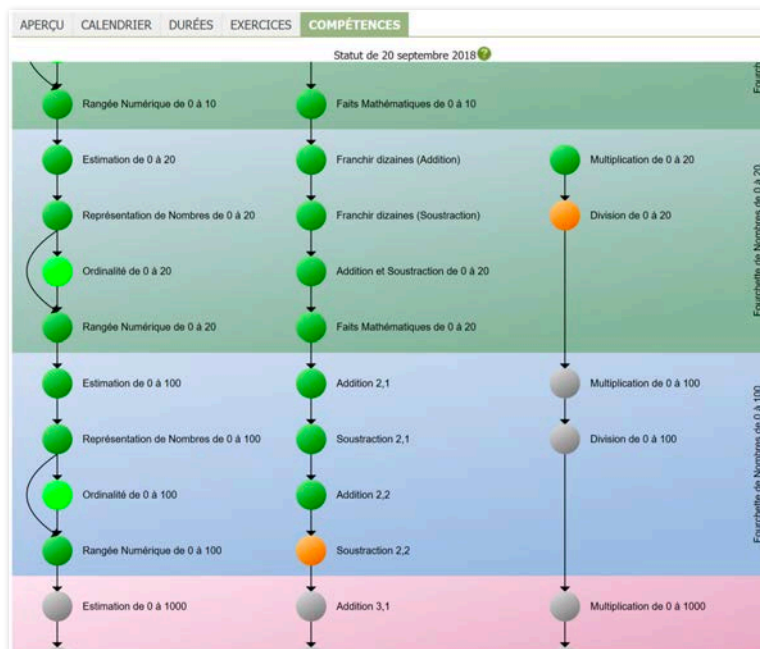 APERÇU CALENDRIER DURÉES EXERCICES COMPÉTENCES
Statut de 20 septembre 2018
Rangée Numérique de 0 à 10
Faits Mathématiques de 0 à 10
Estimation de 0 à 20
Franchir dizaines (Addition)
Multiplication de 0 à 20
Représentation de Nombres de 0 à 20
Franchir dizaines (Soustraction)
Division de 0 à 20
Ordinalité de 0 à 20
Addition et Soustraction de 0 à 20
Rangée Numérique de 0 à 20
Faits Mathématiques de 0 à 20
Estimation de 0 à 100
Addition 2,1
Multiplication de 0 à 100
Représentation de Nombres de 0 à 100
Soustraction 2,1
Division de 0 à 100
Ordinalité de 0 à 100
Addition 2,2
Rangée Numérique de 0 à 100
Soustraction 2,2
Estimation de 0 à 1000
Addition 3,1
Multiplication de 0 à 1000
Fourchette de Nombres de 0 à 20
Fourchette de Nombres de 0 à 100